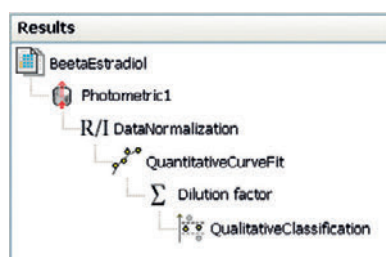 Results
BeetaEstradiol
Photometric1
R/I DataNormalization
QuantitativeCurveFit
Σ Dilution factor
QualitativeClassification